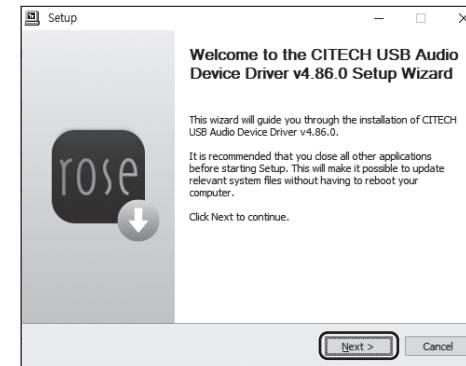 Setup
Welcome to the CITECH USB Audio
Device Driver v4.86.0 Setup Wizard
This wizard will guide you through the installation of CITECH
USB Audio Device Driver v4.86.0.
It is recommended that you close all other applications
before starting Setup. This will make it possible to update
relevant system files without having to reboot your
computer.
Click Next to continue.
rose
Next >
Cancel